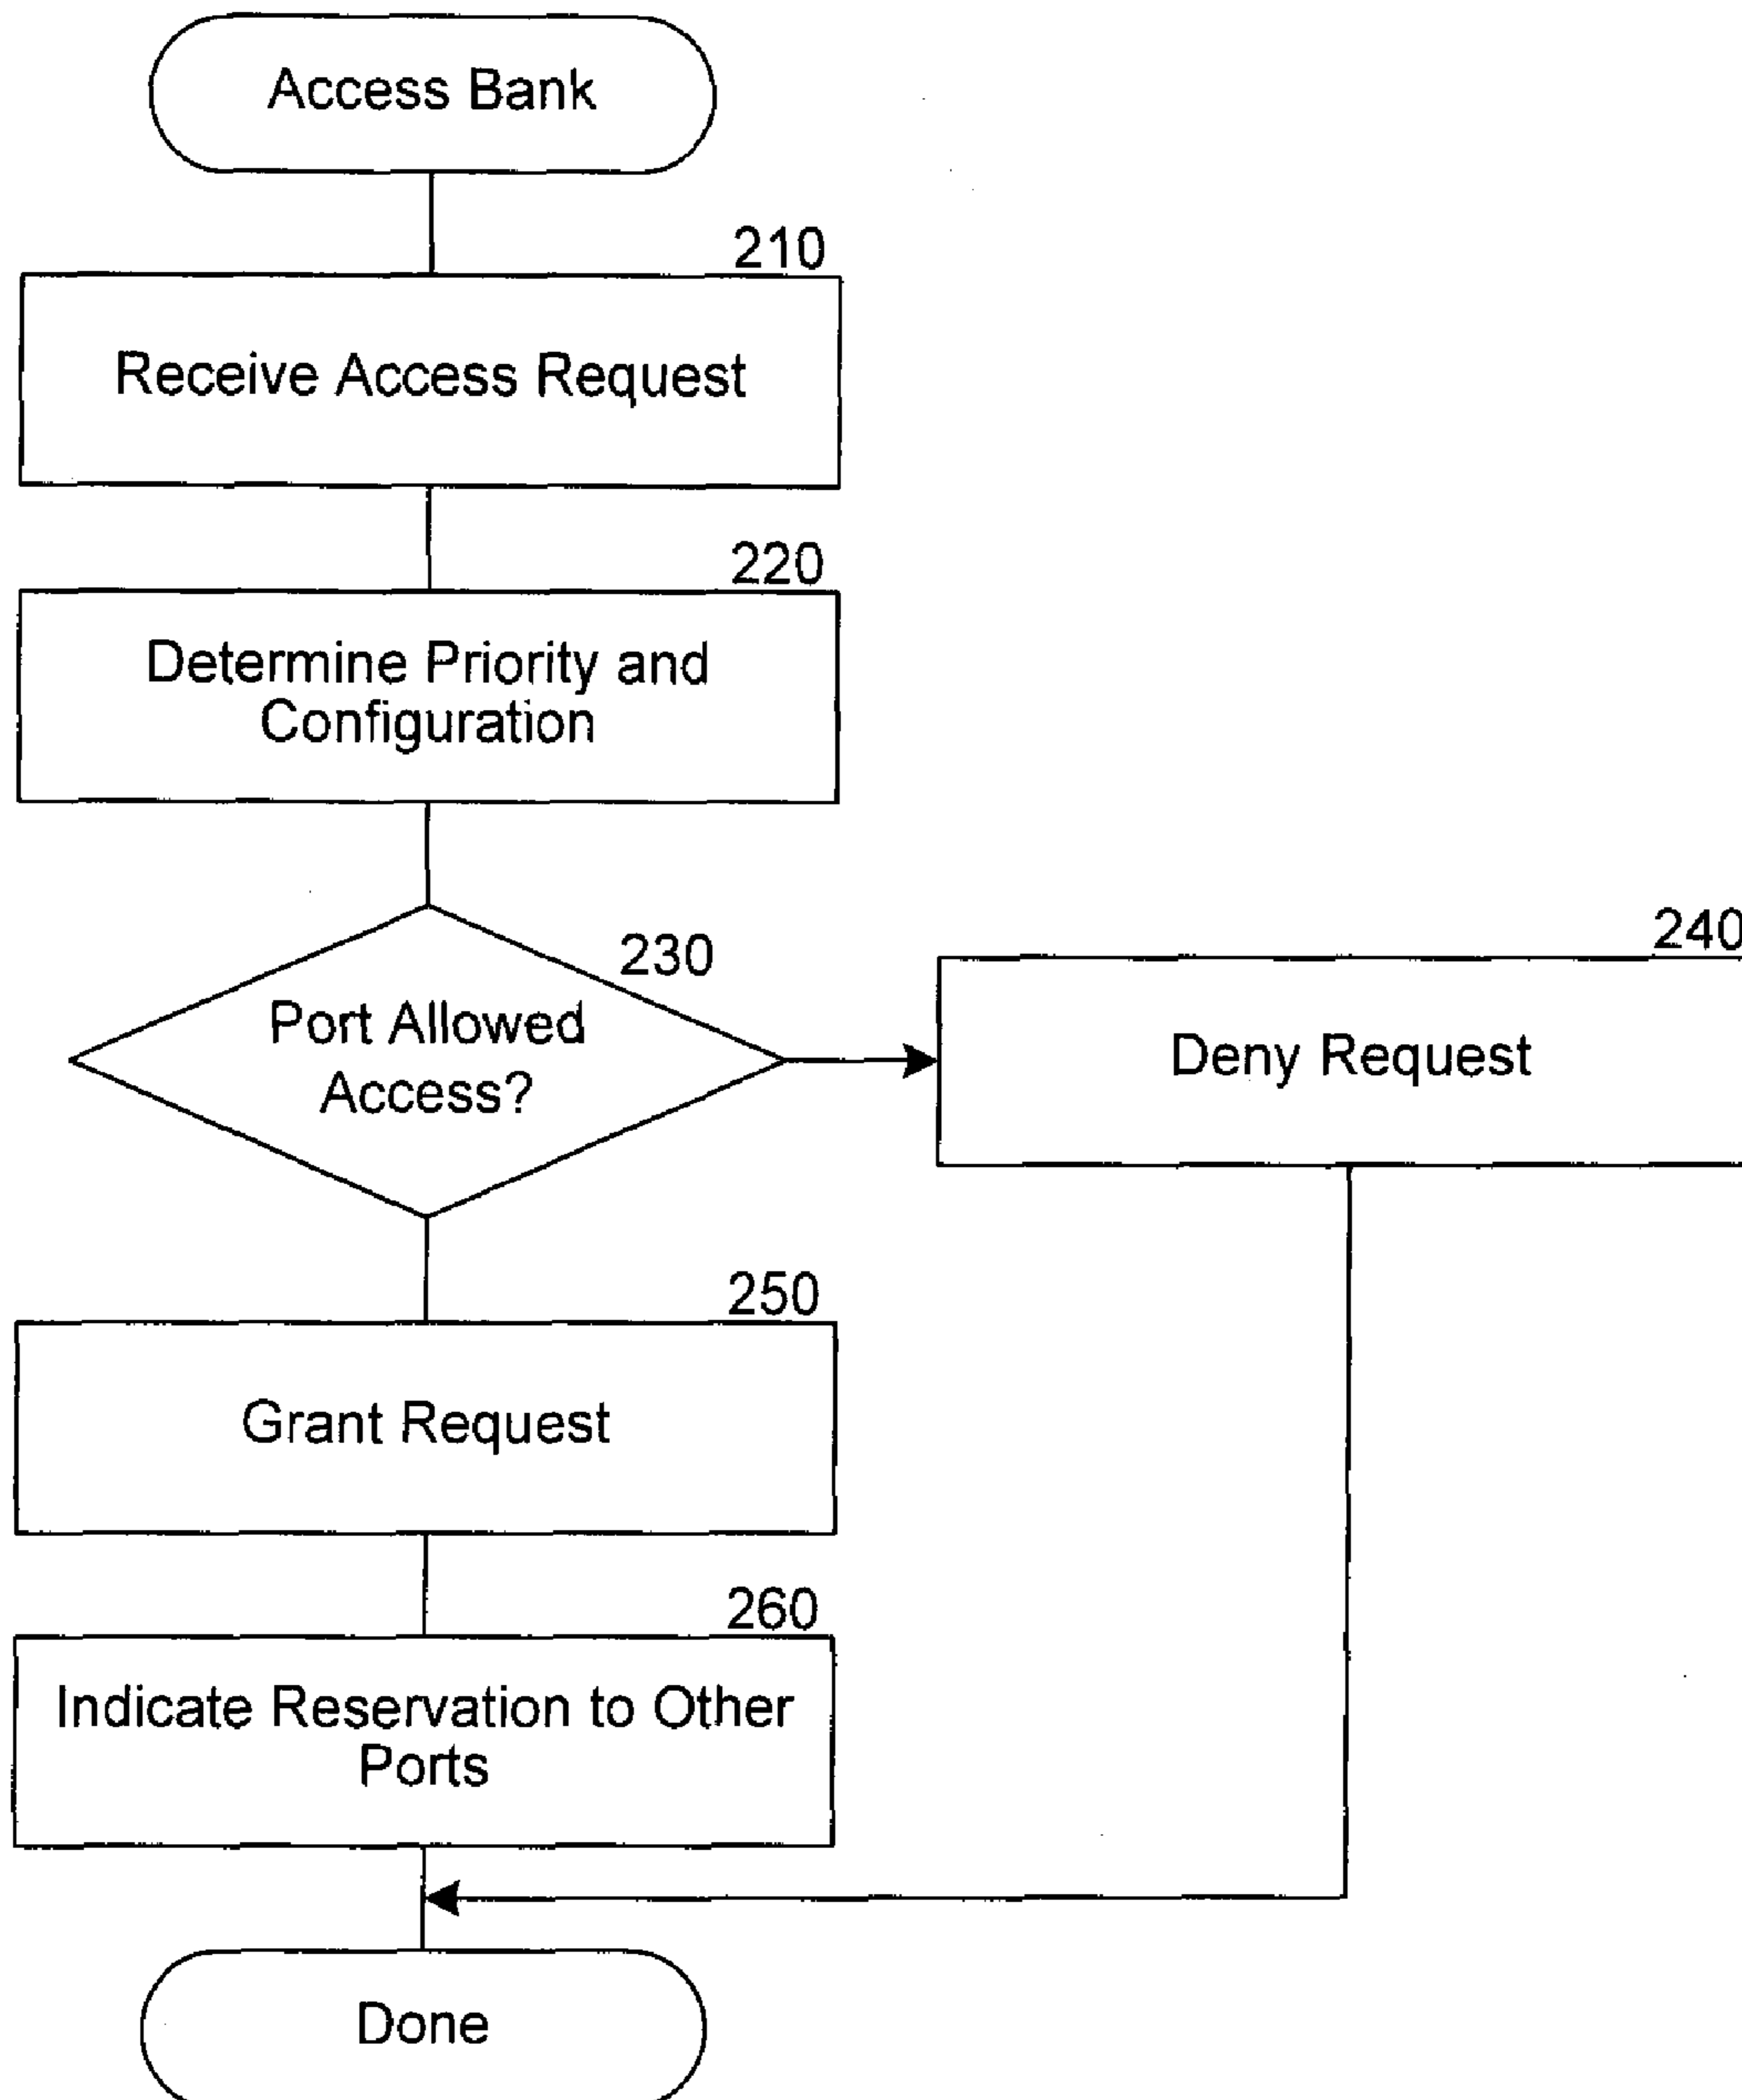 Access Bank
210
Receive Access Request
220
Determine Priority and
Configuration
230
Port Allowed
Access?
240
Deny Request
250
Grant Request
260
Indicate Reservation to Other
Ports
Done